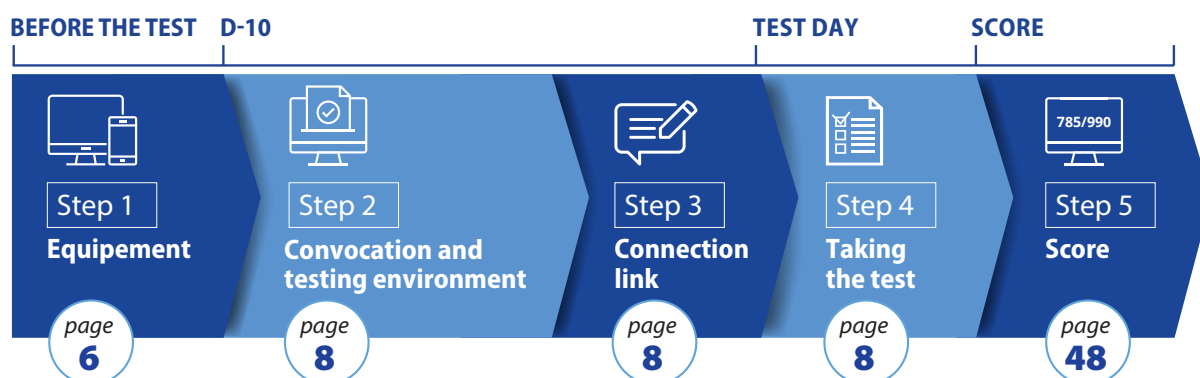 BEFORE THE TEST
D-10
TEST DAY
SCORE
785/990
Step 1
Step 2
Step 3
Step 4
Step 5
Equipement
Convocation and
testing environment
Connection
link
Taking
the test
Score
page
6
page
8
page
8
page
8
page
48